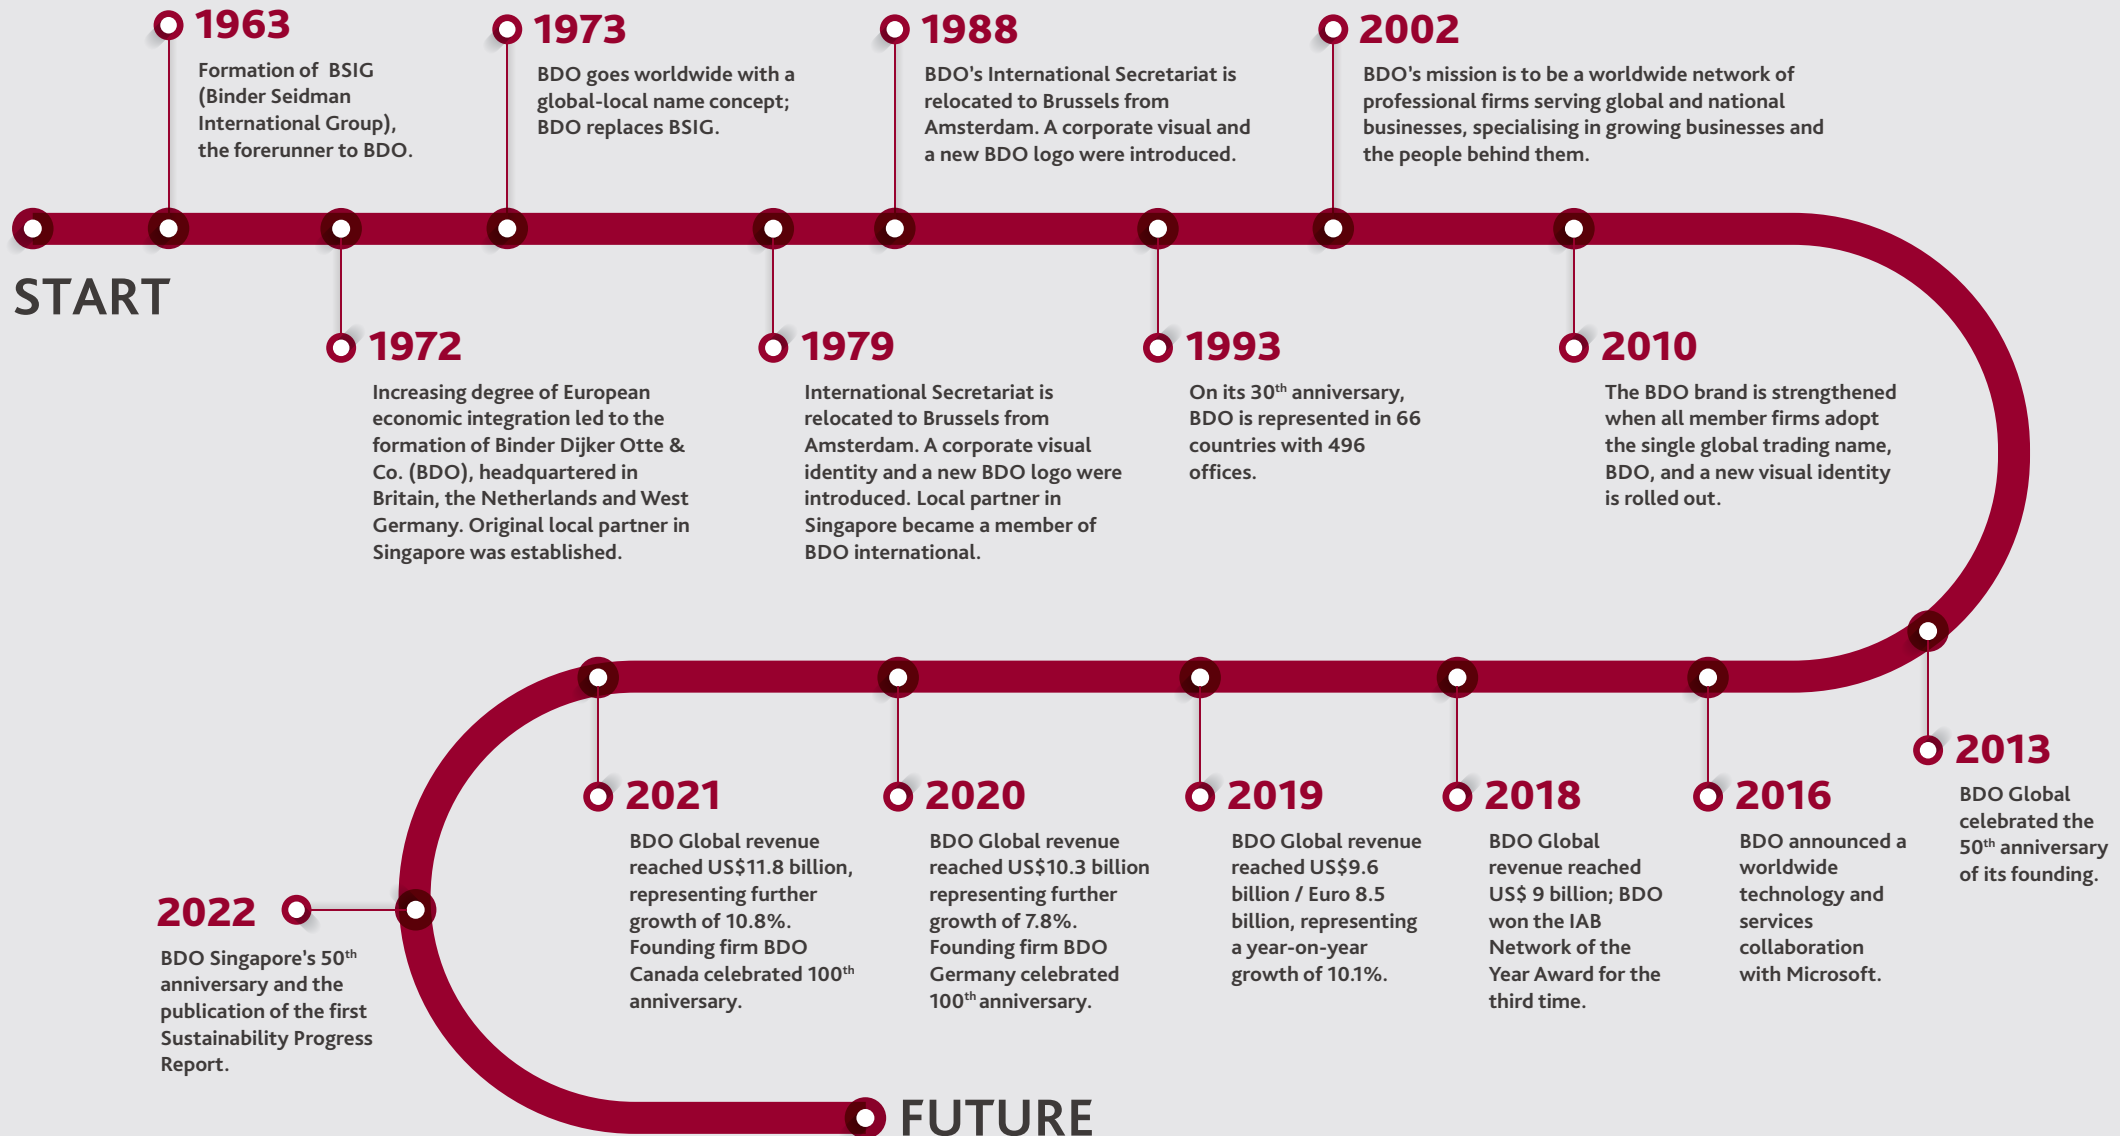 1963
Formation of BSIG
(Binder Seidman
International Group),
the forerunner to BDO.
1973
BDO goes worldwide with a
global-local name concept;
BDO replaces BSIG.
1988
BDO's International Secretariat is
relocated to Brussels from
Amsterdam. A corporate visual and
a new BDO logo were introduced.
2002
BDO's mission is to be a worldwide network of
professional firms serving global and national
businesses, specialising in growing businesses and
the people behind them.
START
1972
Increasing degree of European
economic integration led to the
formation of Binder Dijker Otte &
Co. (BDO), headquartered in
Britain, the Netherlands and West
Germany. Original local partner in
Singapore was established.
1979
International Secretariat is
relocated to Brussels from
Amsterdam. A corporate visual
identity and a new BDO logo were
introduced. Local partner in
Singapore became a member of
BDO international.
1993
On its 30th anniversary,
BDO is represented in 66
countries with 496
offices.
2010
The BDO brand is strengthened
when all member firms adopt
the single global trading name,
BDO, and a new visual identity
is rolled out.
2013
BDO Global
celebrated the
50th anniversary
of its founding.
2016
BDO announced a
worldwide
technology and
services
collaboration
with Microsoft.
2018
BDO Global
revenue reached
US$ 9 billion; BDO
won the IAB
Network of the
Year Award for the
third time.
2019
BDO Global revenue
reached US$9.6
billion / Euro 8.5
billion, representing
a year-on-year
growth of 10.1%.
2020
BDO Global revenue
reached US$10.3 billion
representing further
growth of 7.8%.
Founding firm BDO
Germany celebrated
100th anniversary.
2021
BDO Global revenue
reached US$11.8 billion,
representing further
growth of 10.8%.
Founding firm BDO
Canada celebrated 100th
anniversary.
2022
BDO Singapore's 50th
anniversary and the
publication of the first
Sustainability Progress
Report.
FUTURE